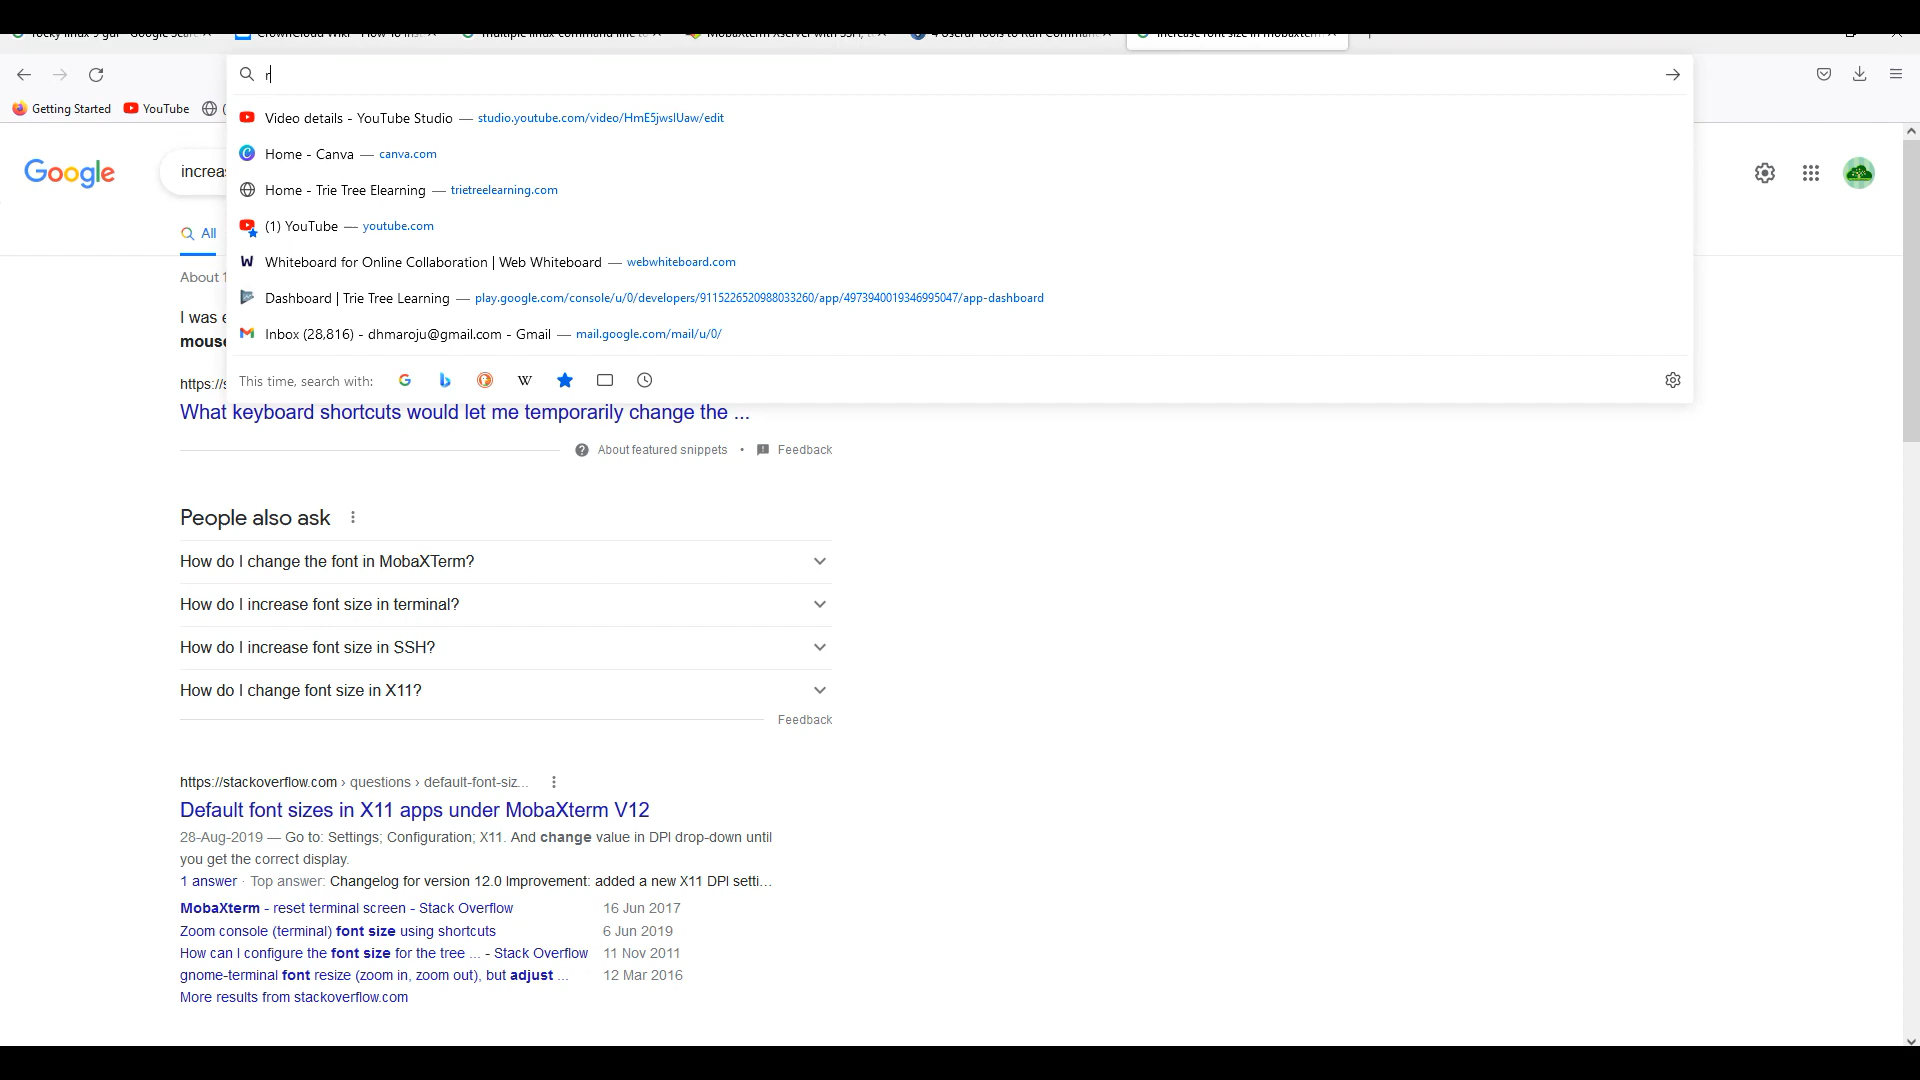 r
Getting Started YouTube
Video details - YouTube Studio — studio.youtube.com/video/HmE5jwslUaw/edit
Home - Canva — canva.com
Home - Trie Tree Elearning — trietreelearning.com
(1) YouTube — youtube.com
Whiteboard for Online Collaboration | Web Whiteboard — webwhiteboard.com
Dashboard | Trie Tree Learning — play.google.com/console/u/0/developers/9115226520988033260/app/4973940019346995047/app-dashboard
Inbox (28,816) - dhmaroju@gmail.com - Gmail — mail.google.com/mail/u/0/
This time, search with:
Google
increas
All
About 1
I was e
mouse
https://s
What keyboard shortcuts would let me temporarily change the ...
About featured snippets • Feedback
People also ask
How do I change the font in MobaXTerm?
How do I increase font size in terminal?
How do I increase font size in SSH?
How do I change font size in X11?
Feedback
https://stackoverflow.com › questions › default-font-siz...
Default font sizes in X11 apps under MobaXterm V12
28-Aug-2019 — Go to: Settings; Configuration; X11. And change value in DPI drop-down until
you get the correct display.
1 answer · Top answer: Changelog for version 12.0 Improvement: added a new X11 DPI setti...
MobaXterm - reset terminal screen - Stack Overflow 16 Jun 2017
Zoom console (terminal) font size using shortcuts 6 Jun 2019
How can I configure the font size for the tree ... - Stack Overflow 11 Nov 2011
gnome-terminal font resize (zoom in, zoom out), but adjust ... 12 Mar 2016
More results from stackoverflow.com